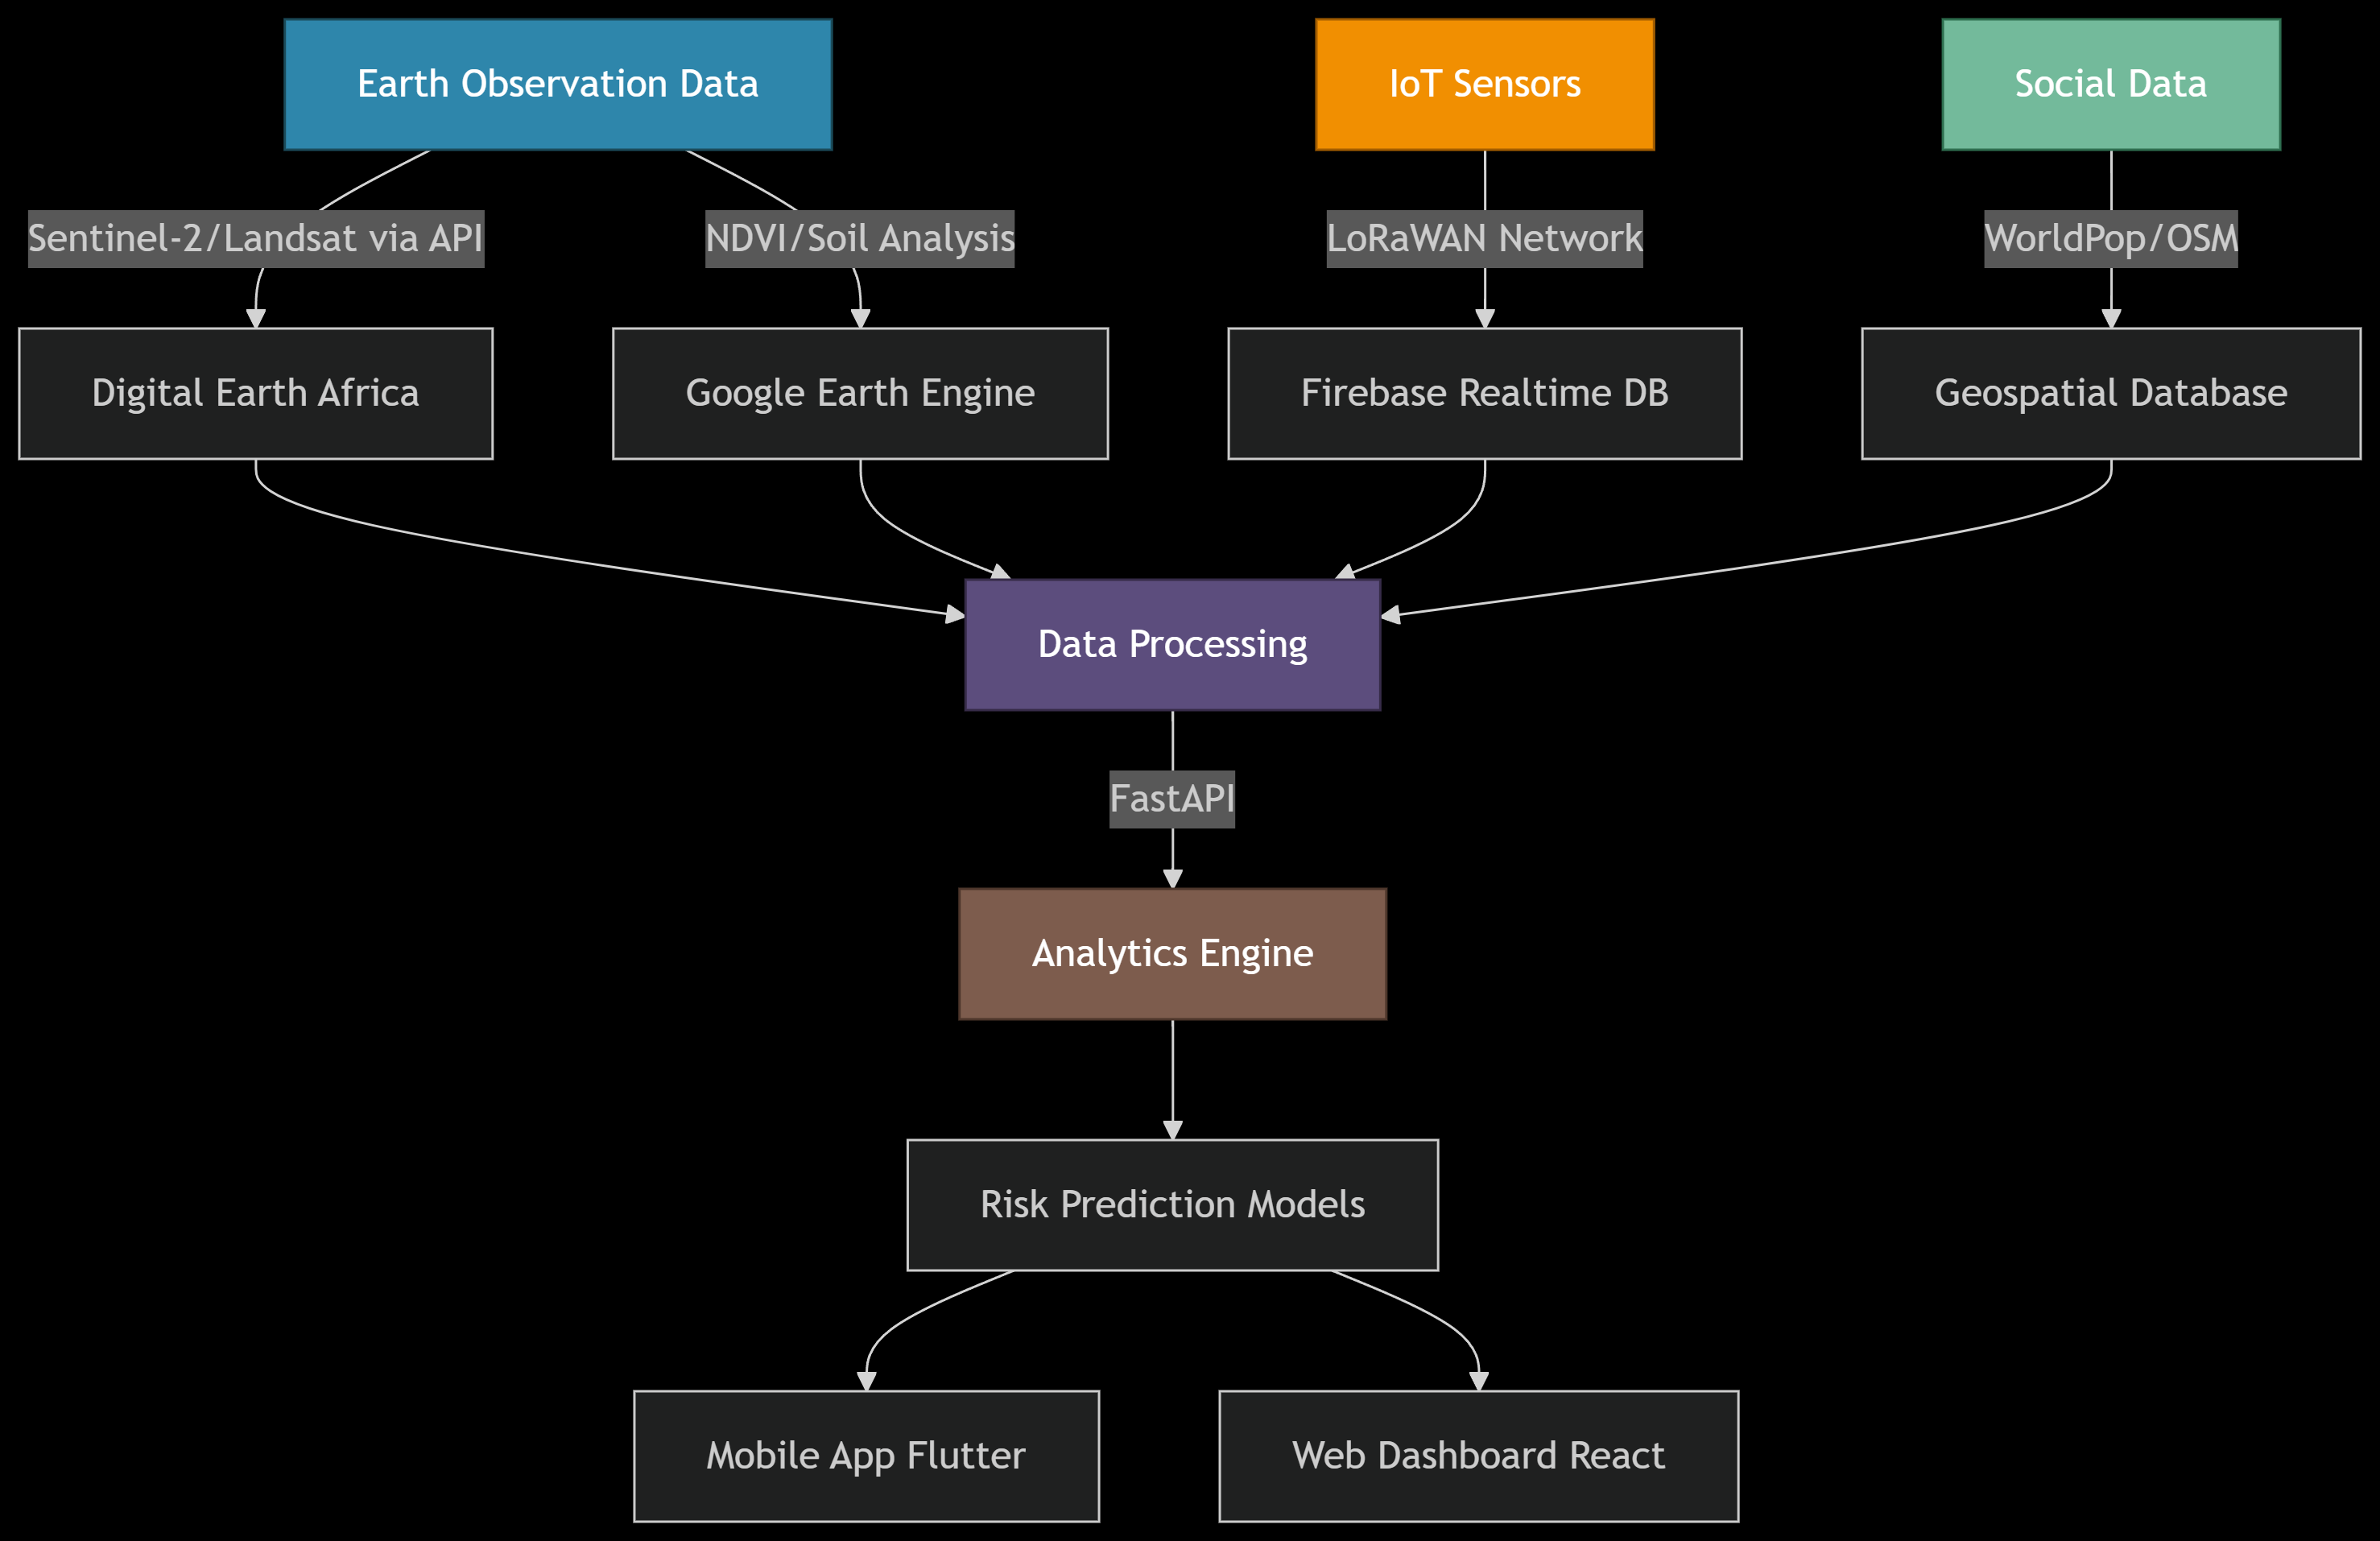 Earth Observation Data
IoT Sensors
Social Data
Sentinel-2/Landsat via API
NDVI/Soil Analysis
LoRaWAN Network
WorldPop/OSM
Digital Earth Africa
Google Earth Engine
Firebase Realtime DB
Geospatial Database
Data Processing
FastAPI
Analytics Engine
Risk Prediction Models
Mobile App Flutter
Web Dashboard React